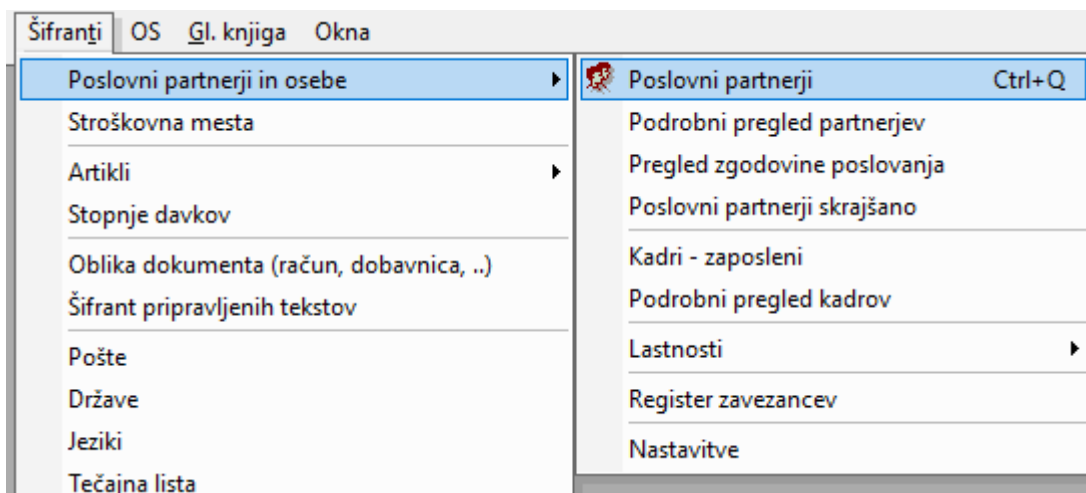 Šifranti OS Gl. knjiga Okna
Poslovni partnerji in osebe
Stroškovna mesta
Artikli
Stopnje davkov
Oblika dokumenta (račun, dobavnica, ..)
Šifrant pripravljenih tekstov
Pošte
Države
Jeziki
Tečajna lista
Poslovni partnerji Ctrl+Q
Podrobni pregled partnerjev
Pregled zgodovine poslovanja
Poslovni partnerji skrajšano
Kadri - zaposleni
Podrobni pregled kadrov
Lastnosti
Register zavezancev
Nastavitve